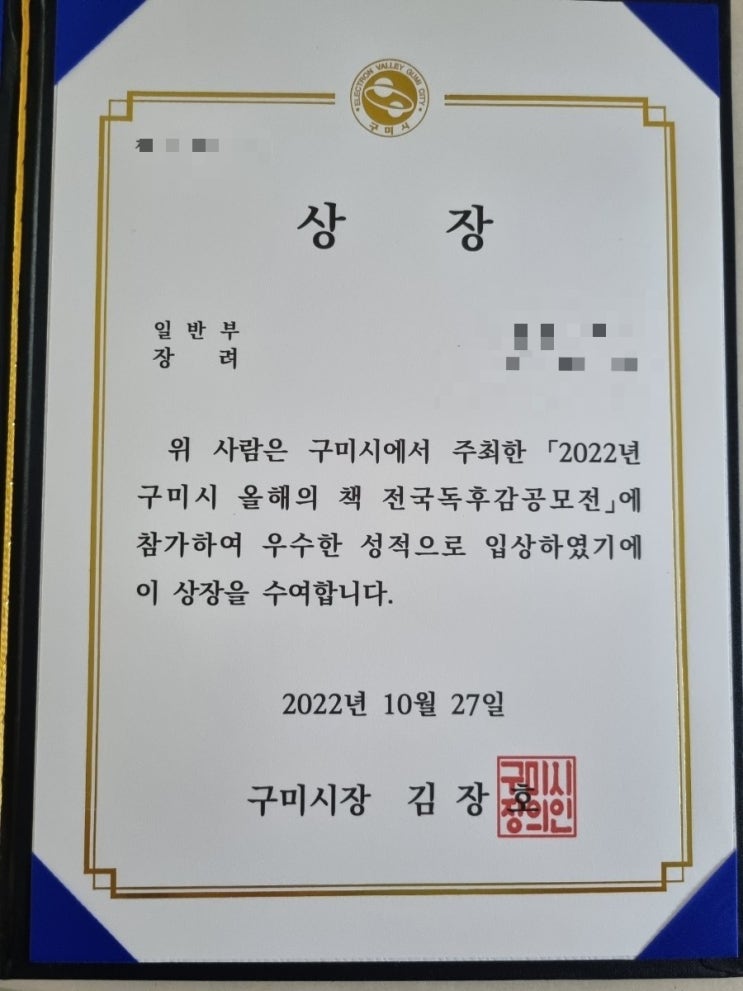 ELECTRON VALLEY GUMI CITY
구미시
상 장
일 반 부
장 려
위 사람은 구미시에서 주최한 「2022년
구미시 올해의 책 전국독후감공모전」에
참가하여 우수한 성적으로 입상하였기에
이 상장을 수여합니다.
2022년 10월 27일
구미시장 김 장 호
구미시
장의인